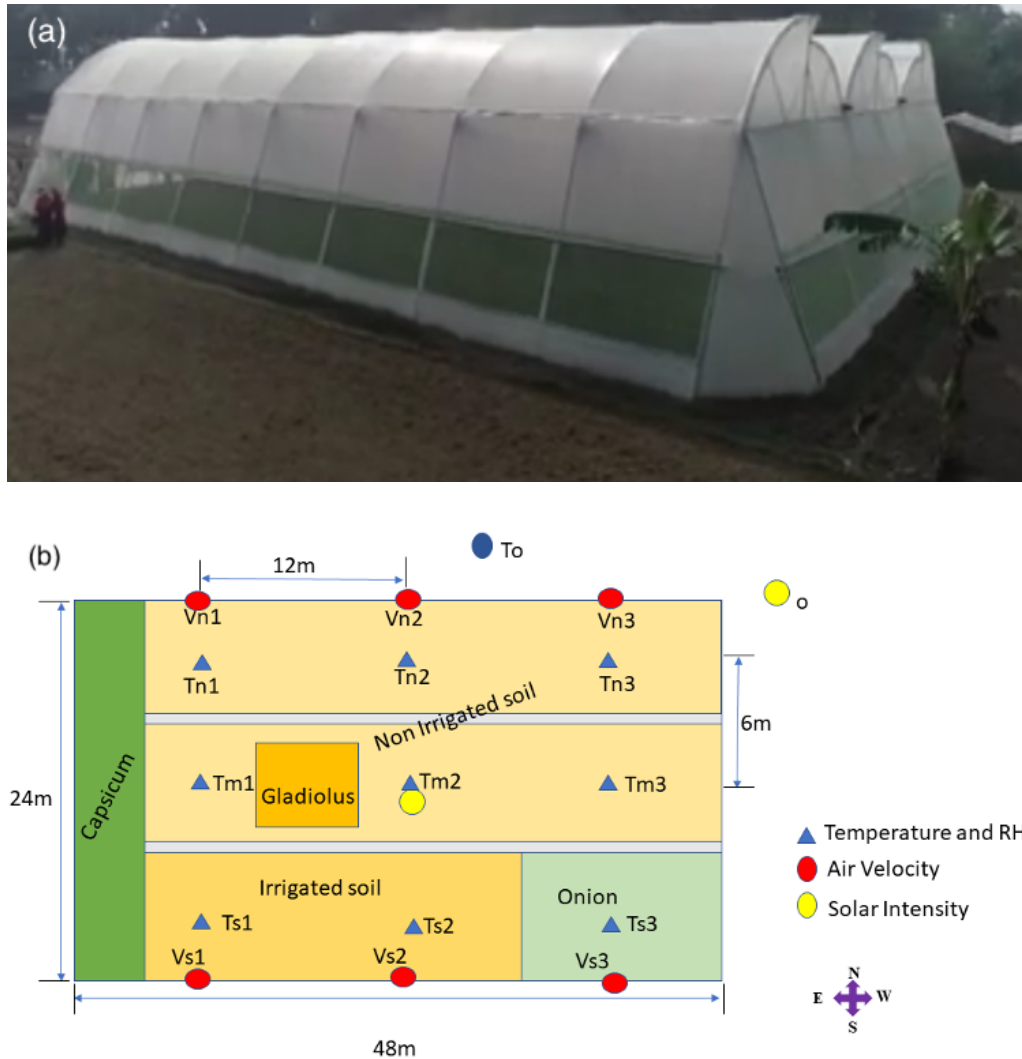 (a)
(b)
To
12m
o
Vn1
Vn2
Vn3
Tn1
Tn2
Tn3
Non Irrigated soil
6m
24m
Capsicum
Tm1
Gladiolus
Tm2
Tm3
Temperature and RH
Air Velocity
Solar Intensity
Irrigated soil
Onion
Ts1
Ts2
Ts3
Vs1
Vs2
Vs3
N
E W
S
48m